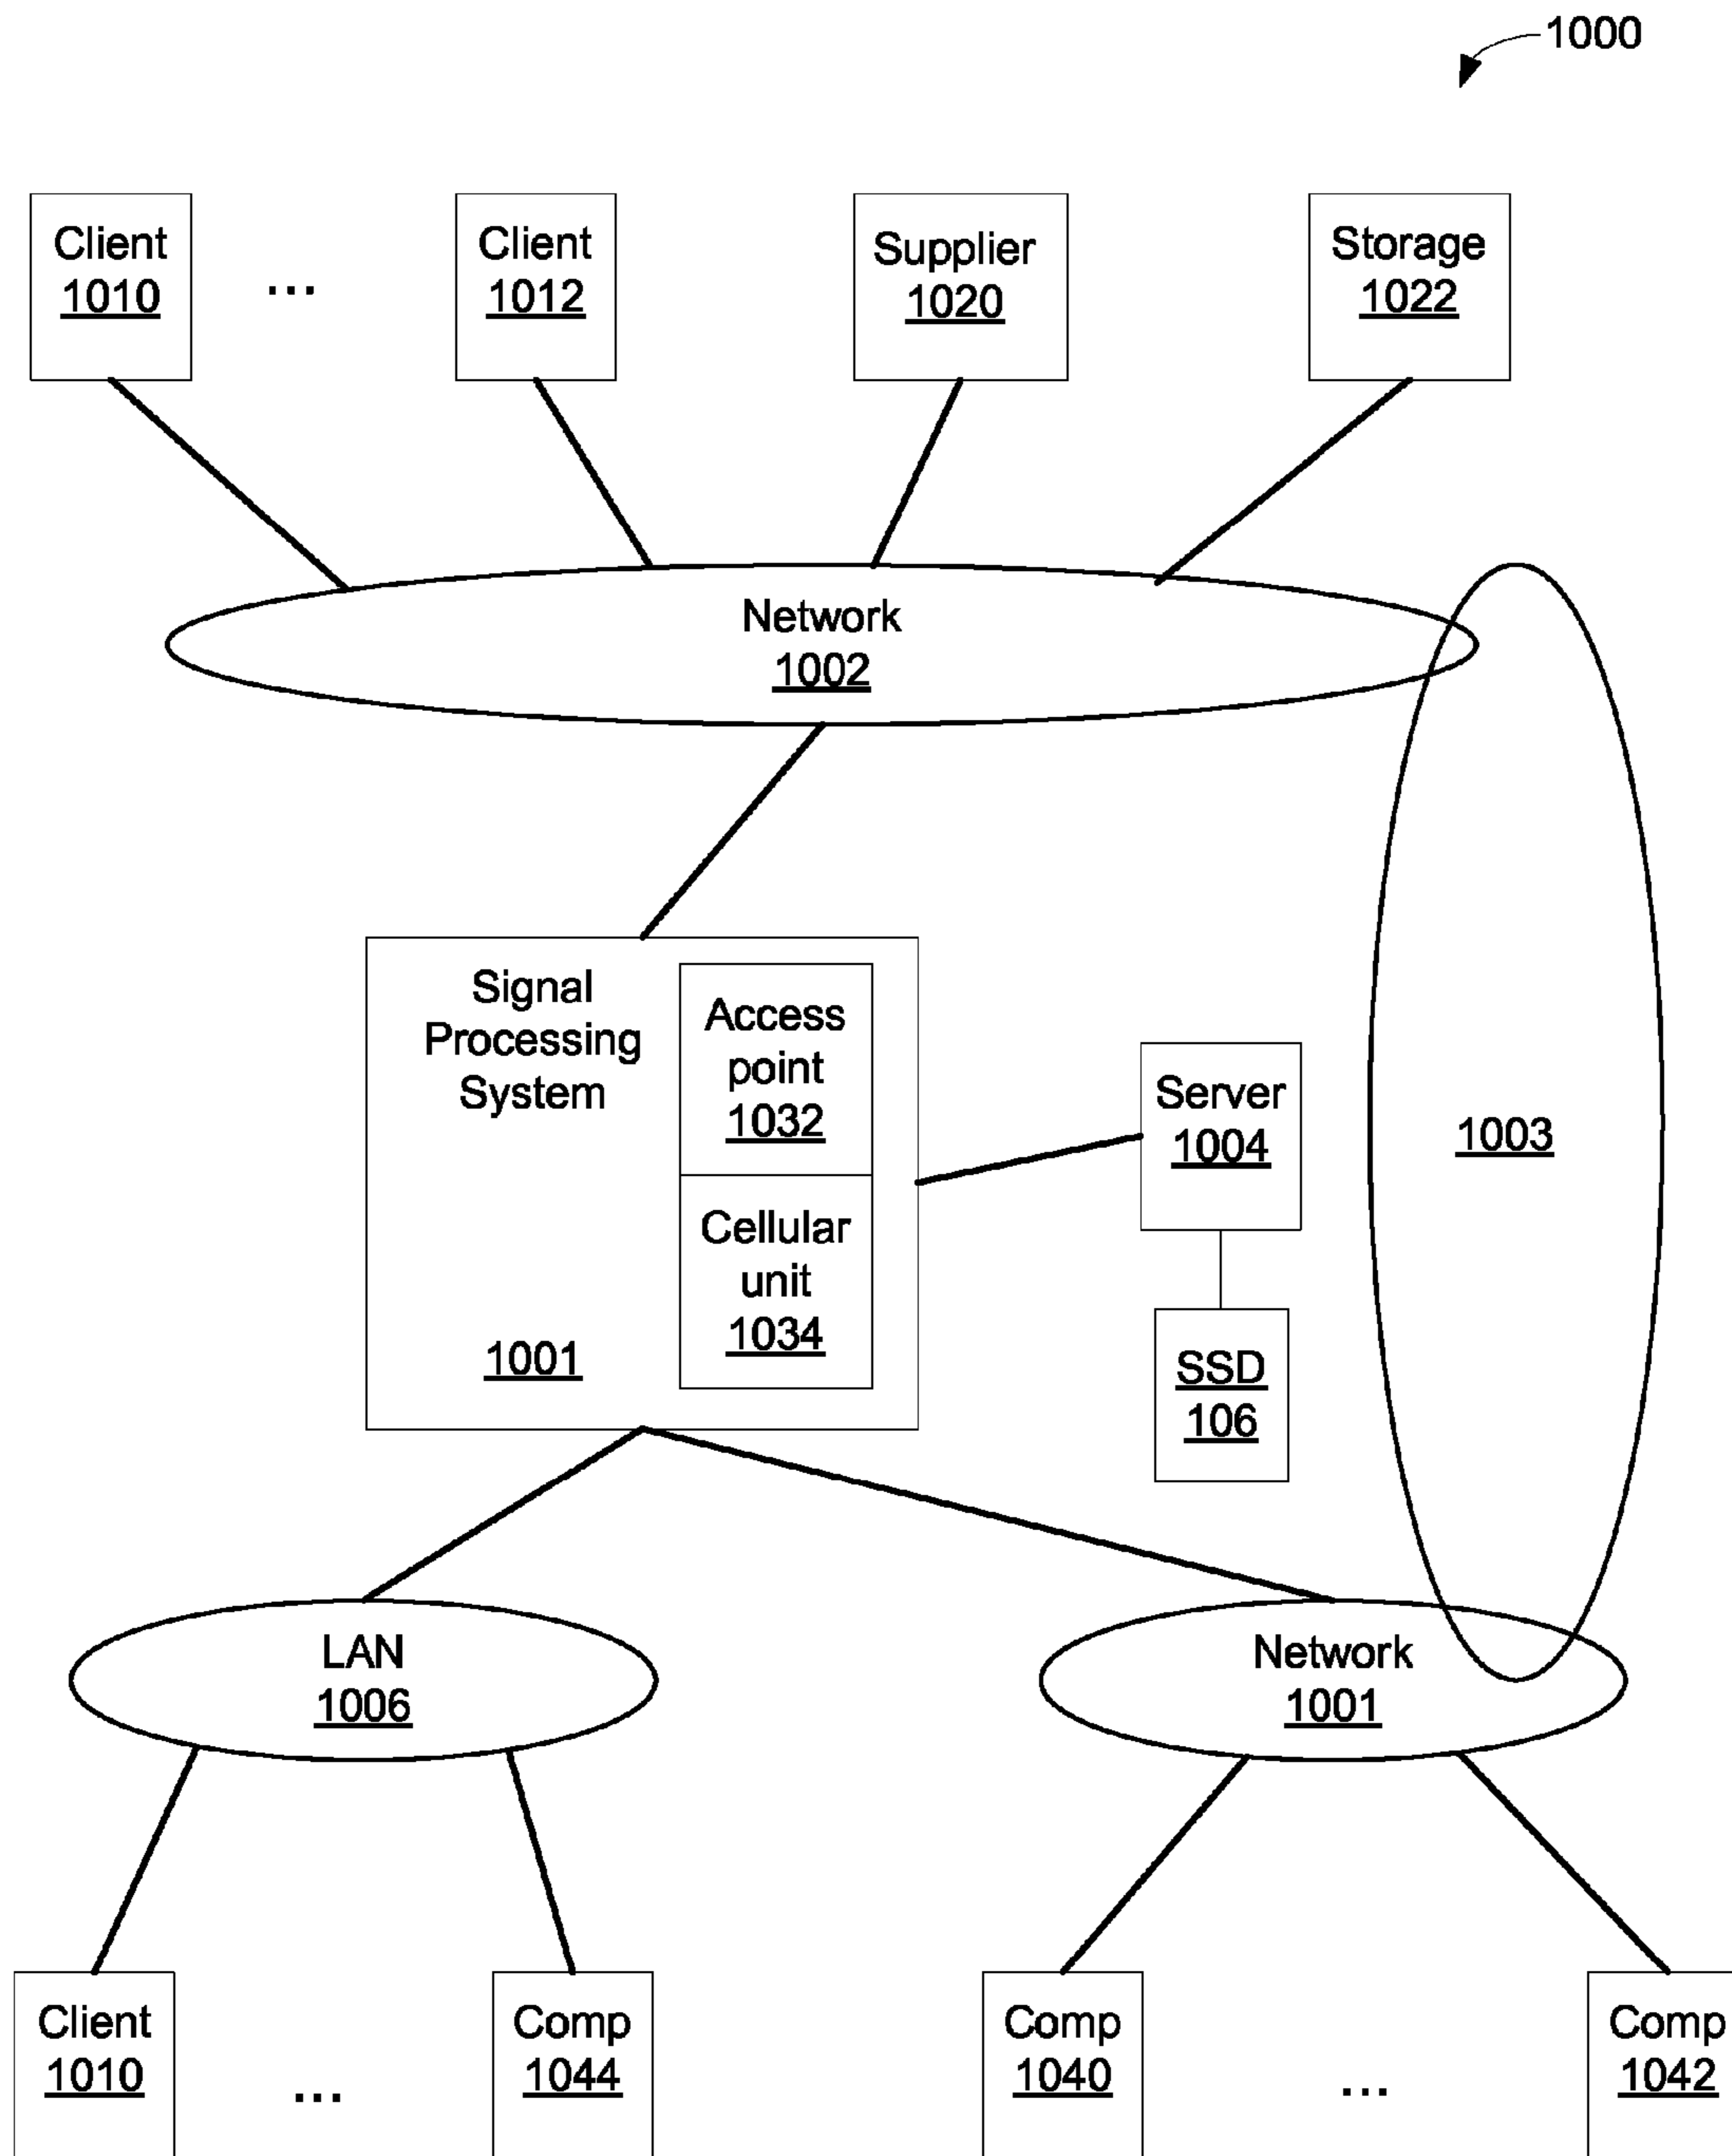 1000
Client
1010
...
Client
1012
Supplier
1020
Storage
1022
Network
1002
Signal
Processing
System
1001
Access
point
1032
Cellular
unit
1034
Server
1004
SSD
106
1003
LAN
1006
Network
1001
Client
1010
...
Comp
1044
Comp
1040
...
Comp
1042